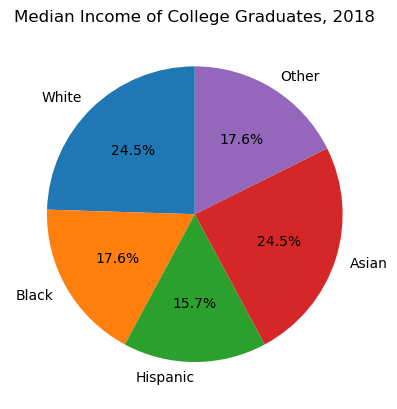 Median Income of College Graduates, 2018
Other
White
17.6%
24.5%
24.5%
17.6%
Asian
Black
15.7%
Hispanic